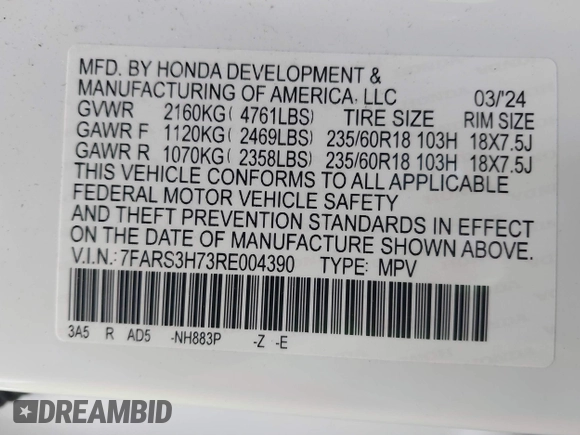 MFD. BY HONDA DEVELOPMENT &
MANUFACTURING OF AMERICA, LLC 03/'24
GVWR 2160KG( 4761LBS) TIRE SIZE RIM SIZE
GAWR F 1120KG( 2469LBS) 235/60R18 103H 18X7.5J
GAWR R 1070KG( 2358LBS) 235/60R18 103H 18X7.5J
THIS VEHICLE CONFORMS TO ALL APPLICABLE
FEDERAL MOTOR VEHICLE SAFETY
AND THEFT PREVENTION STANDARDS IN EFFECT
ON THE DATE OF MANUFACTURE SHOWN ABOVE.
V.I.N.: 7FARS3H73RE004390 TYPE: MPV
3A5 R AD5 -NH883P -Z -E
DREAMBID